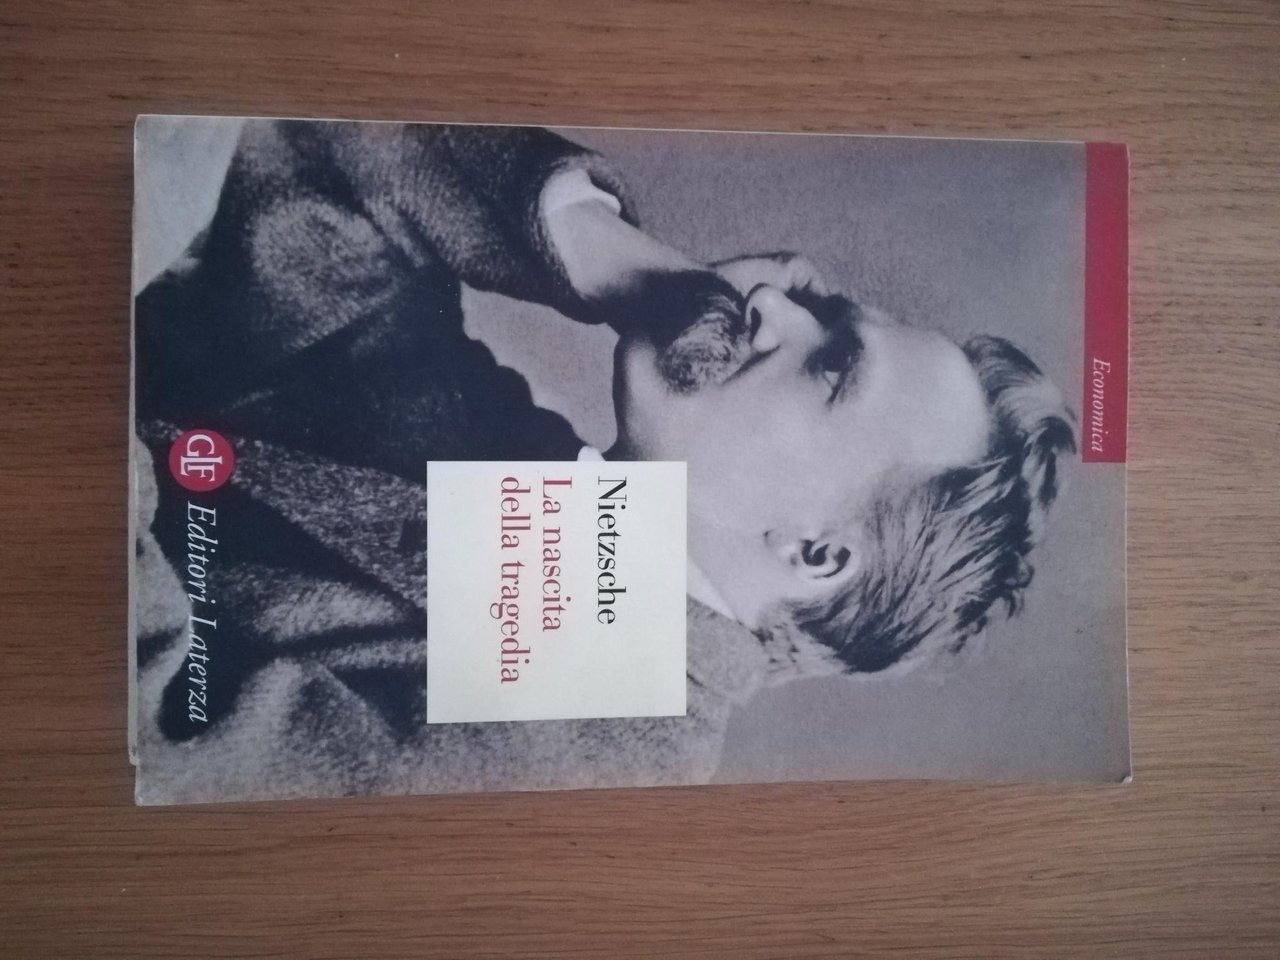 Economica
Nietzsche
La nascita
della tragedia
GLF Editori Laterza